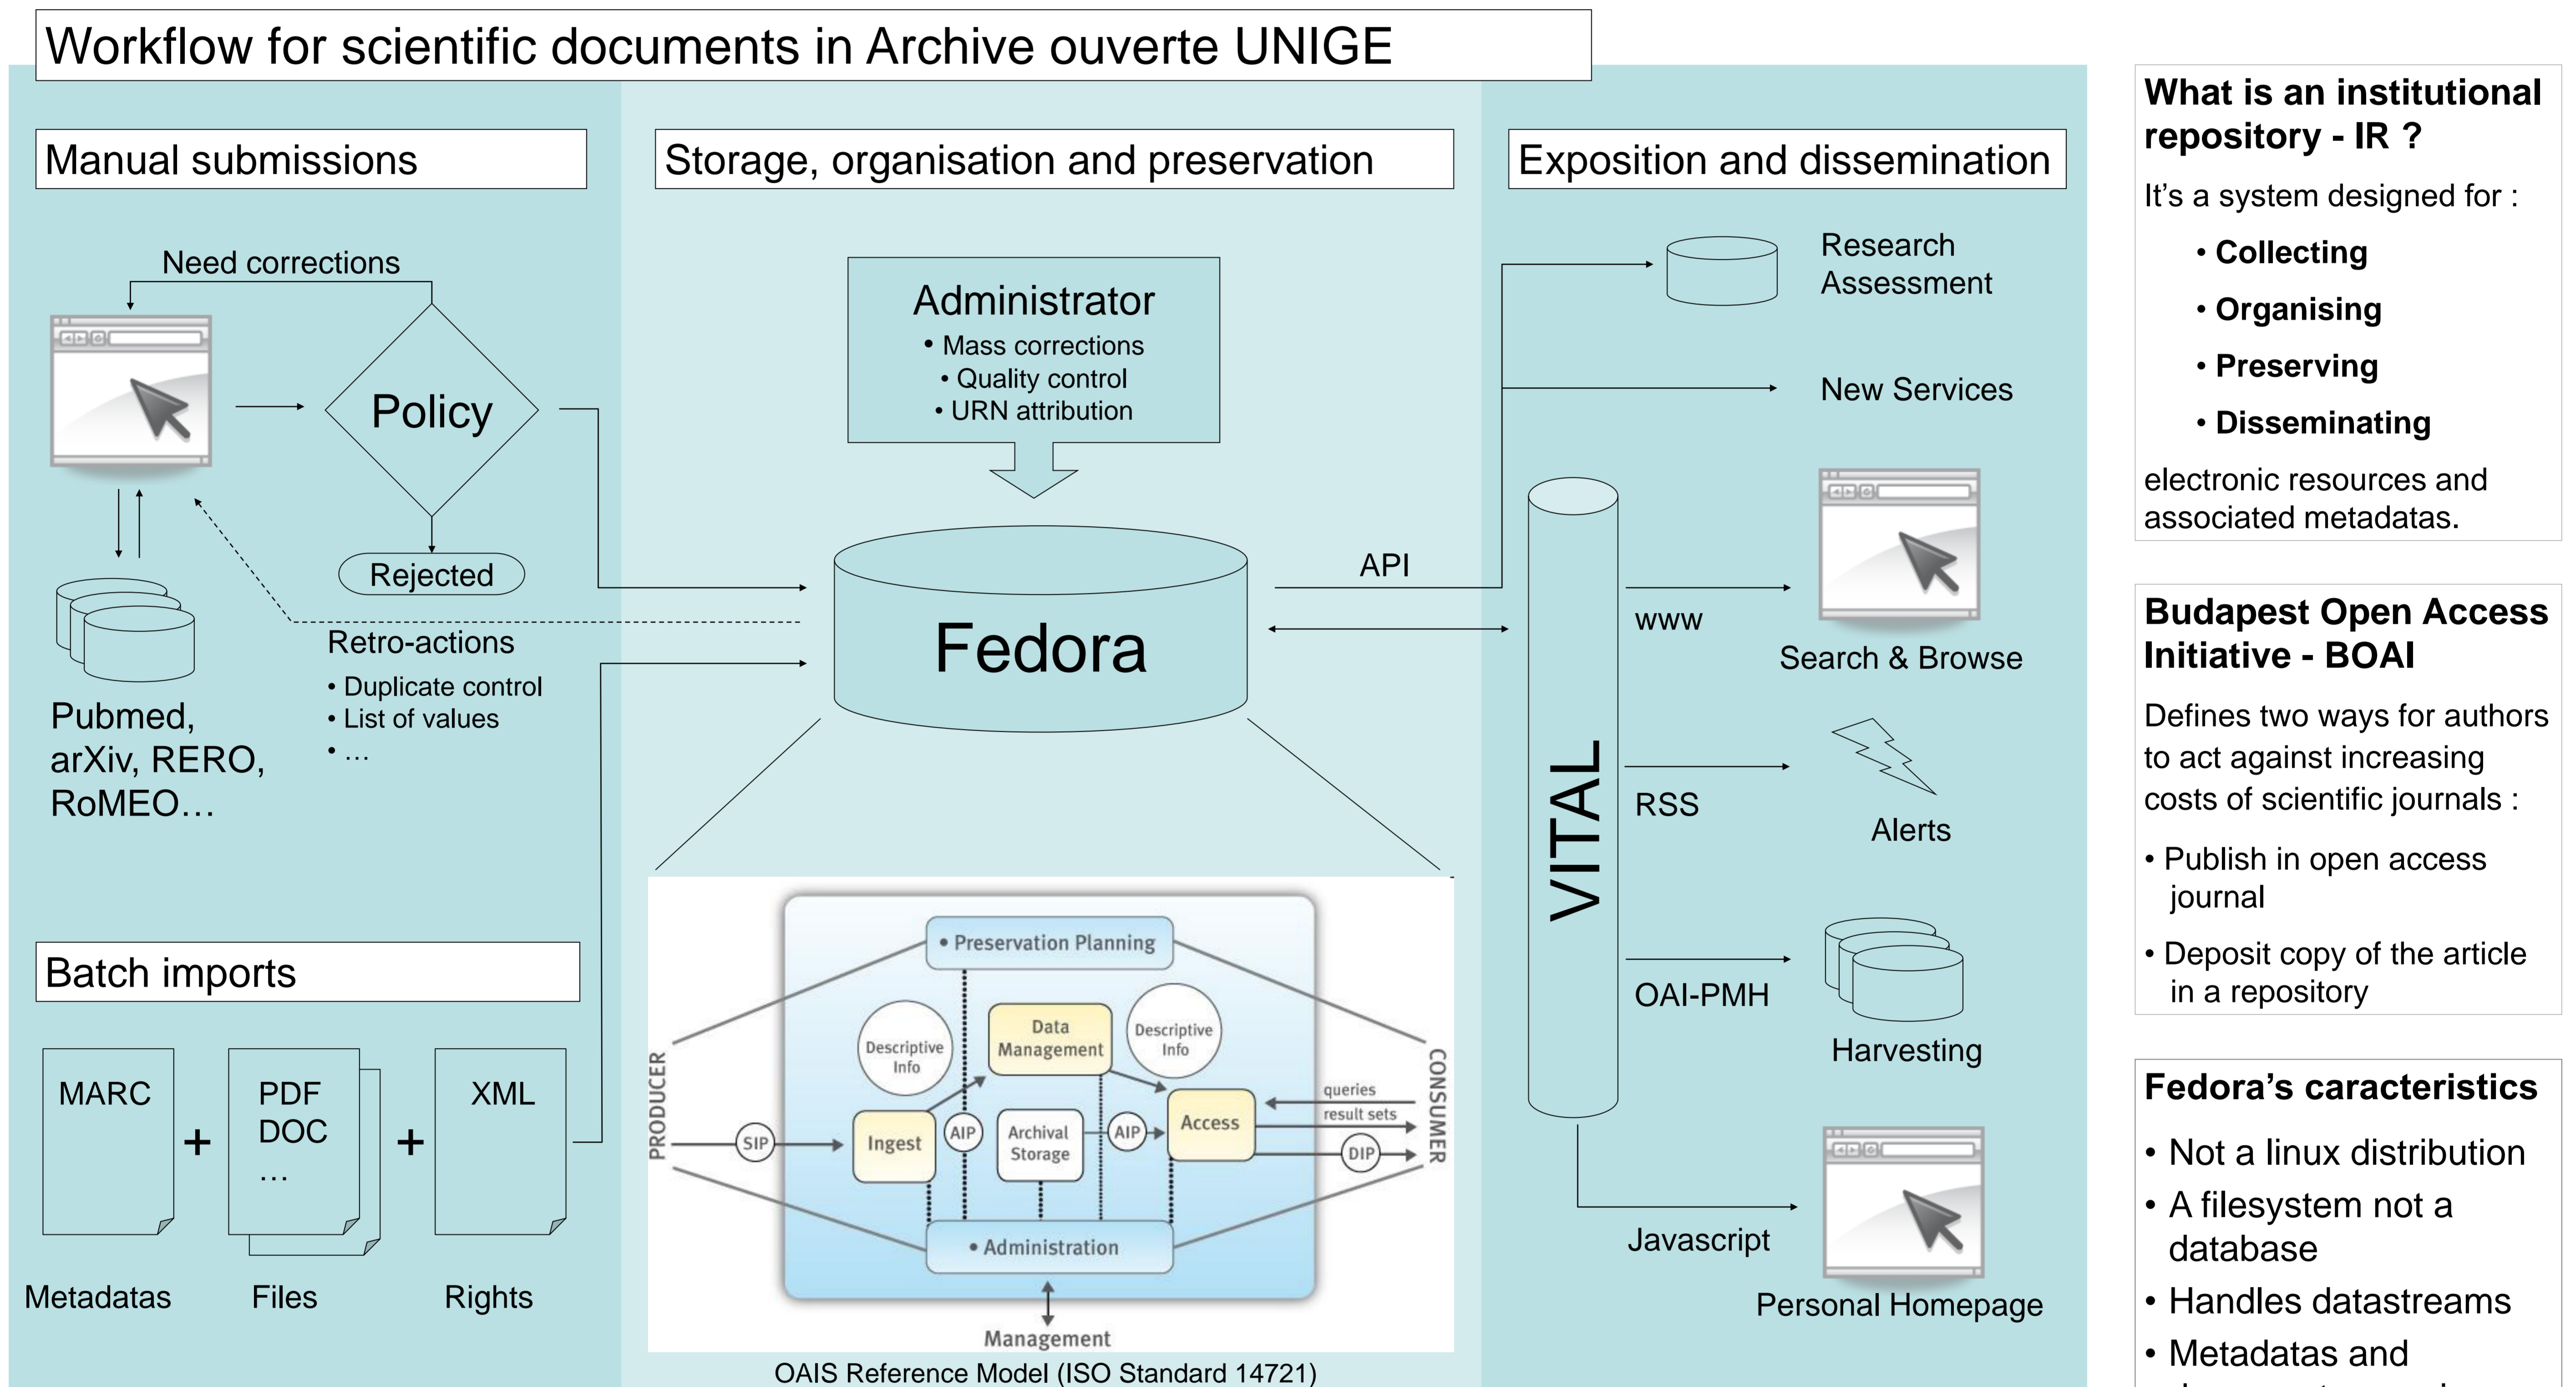 Workflow for scientific documents in Archive ouverte UNIGE
Manual submissions
Need corrections
Policy
Rejected
Retro-actions
• Duplicate control
• List of values
• …
Pubmed,
arXiv, RERO,
RoMEO…
Batch imports
MARC
+
PDF
DOC
…
+
XML
Metadatas
Files
Rights
Storage, organisation and preservation
Administrator
• Mass corrections
• Quality control
• URN attribution
Fedora
• Preservation Planning
Descriptive
Info
Data
Management
Descriptive
Info
PRODUCER
SIP
Ingest
AIP
Archival
Storage
AIP
Access
queries
result sets
DIP
CONSUMER
• Administration
Management
OAIS Reference Model (ISO Standard 14721)
Exposition and dissemination
API
Research
Assessment
New Services
VITAL
www
Search & Browse
RSS
Alerts
OAI-PMH
Harvesting
Javascript
Personal Homepage
What is an institutional
repository - IR ?
It’s a system designed for :
• Collecting
• Organising
• Preserving
• Disseminating
electronic resources and
associated metadatas.
Budapest Open Access
Initiative - BOAI
Defines two ways for authors
to act against increasing
costs of scientific journals :
• Publish in open access
journal
• Deposit copy of the article
in a repository
Fedora’s caracteristics
• Not a linux distribution
• A filesystem not a
database
• Handles datastreams
• Metadatas and